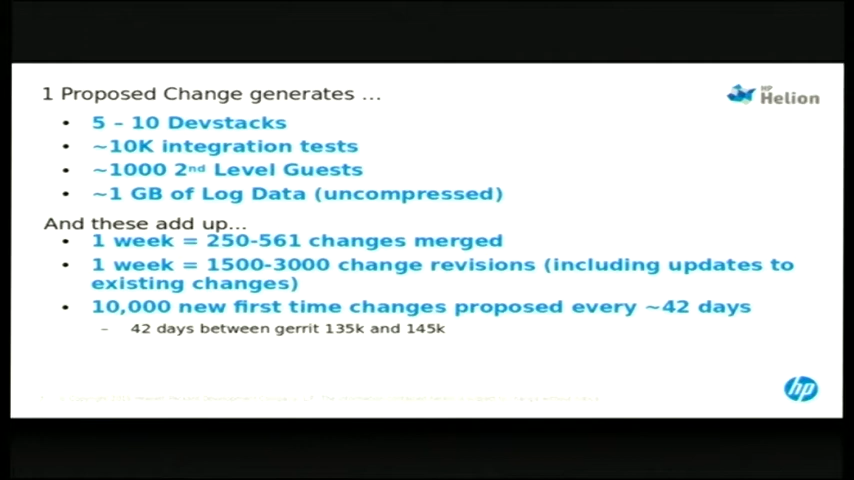 1 Proposed Change generates ...
HP
Helion
• 5 – 10 Devstacks
• ~10K integration tests
• ~1000 2nd Level Guests
• ~1 GB of Log Data (uncompressed)
And these add up...
• 1 week = 250-561 changes merged
• 1 week = 1500-3000 change revisions (including updates to
existing changes)
• 10,000 new first time changes proposed every ~42 days
– 42 days between gerrit 135k and 145k
hp